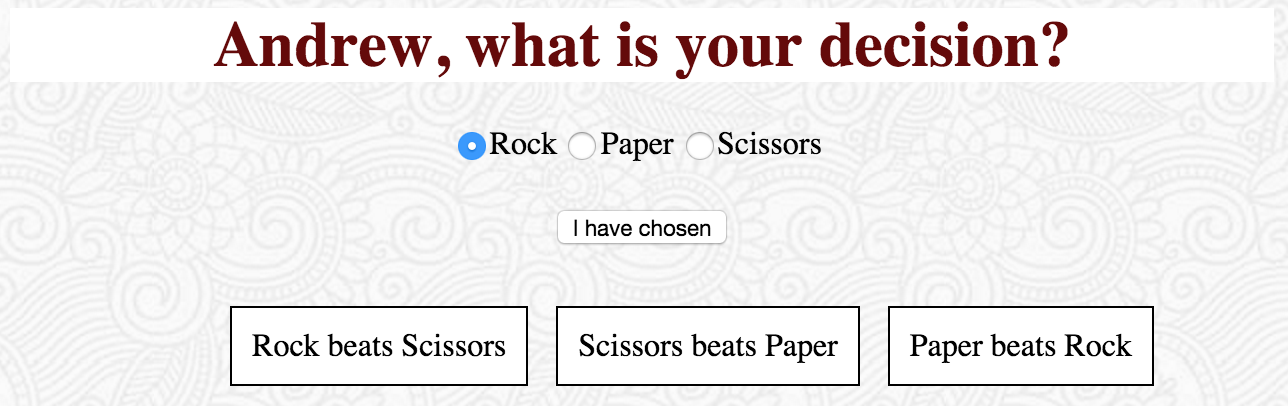 Andrew, what is your decision?
Rock Paper Scissors
I have chosen
Rock beats Scissors Scissors beats Paper Paper beats Rock